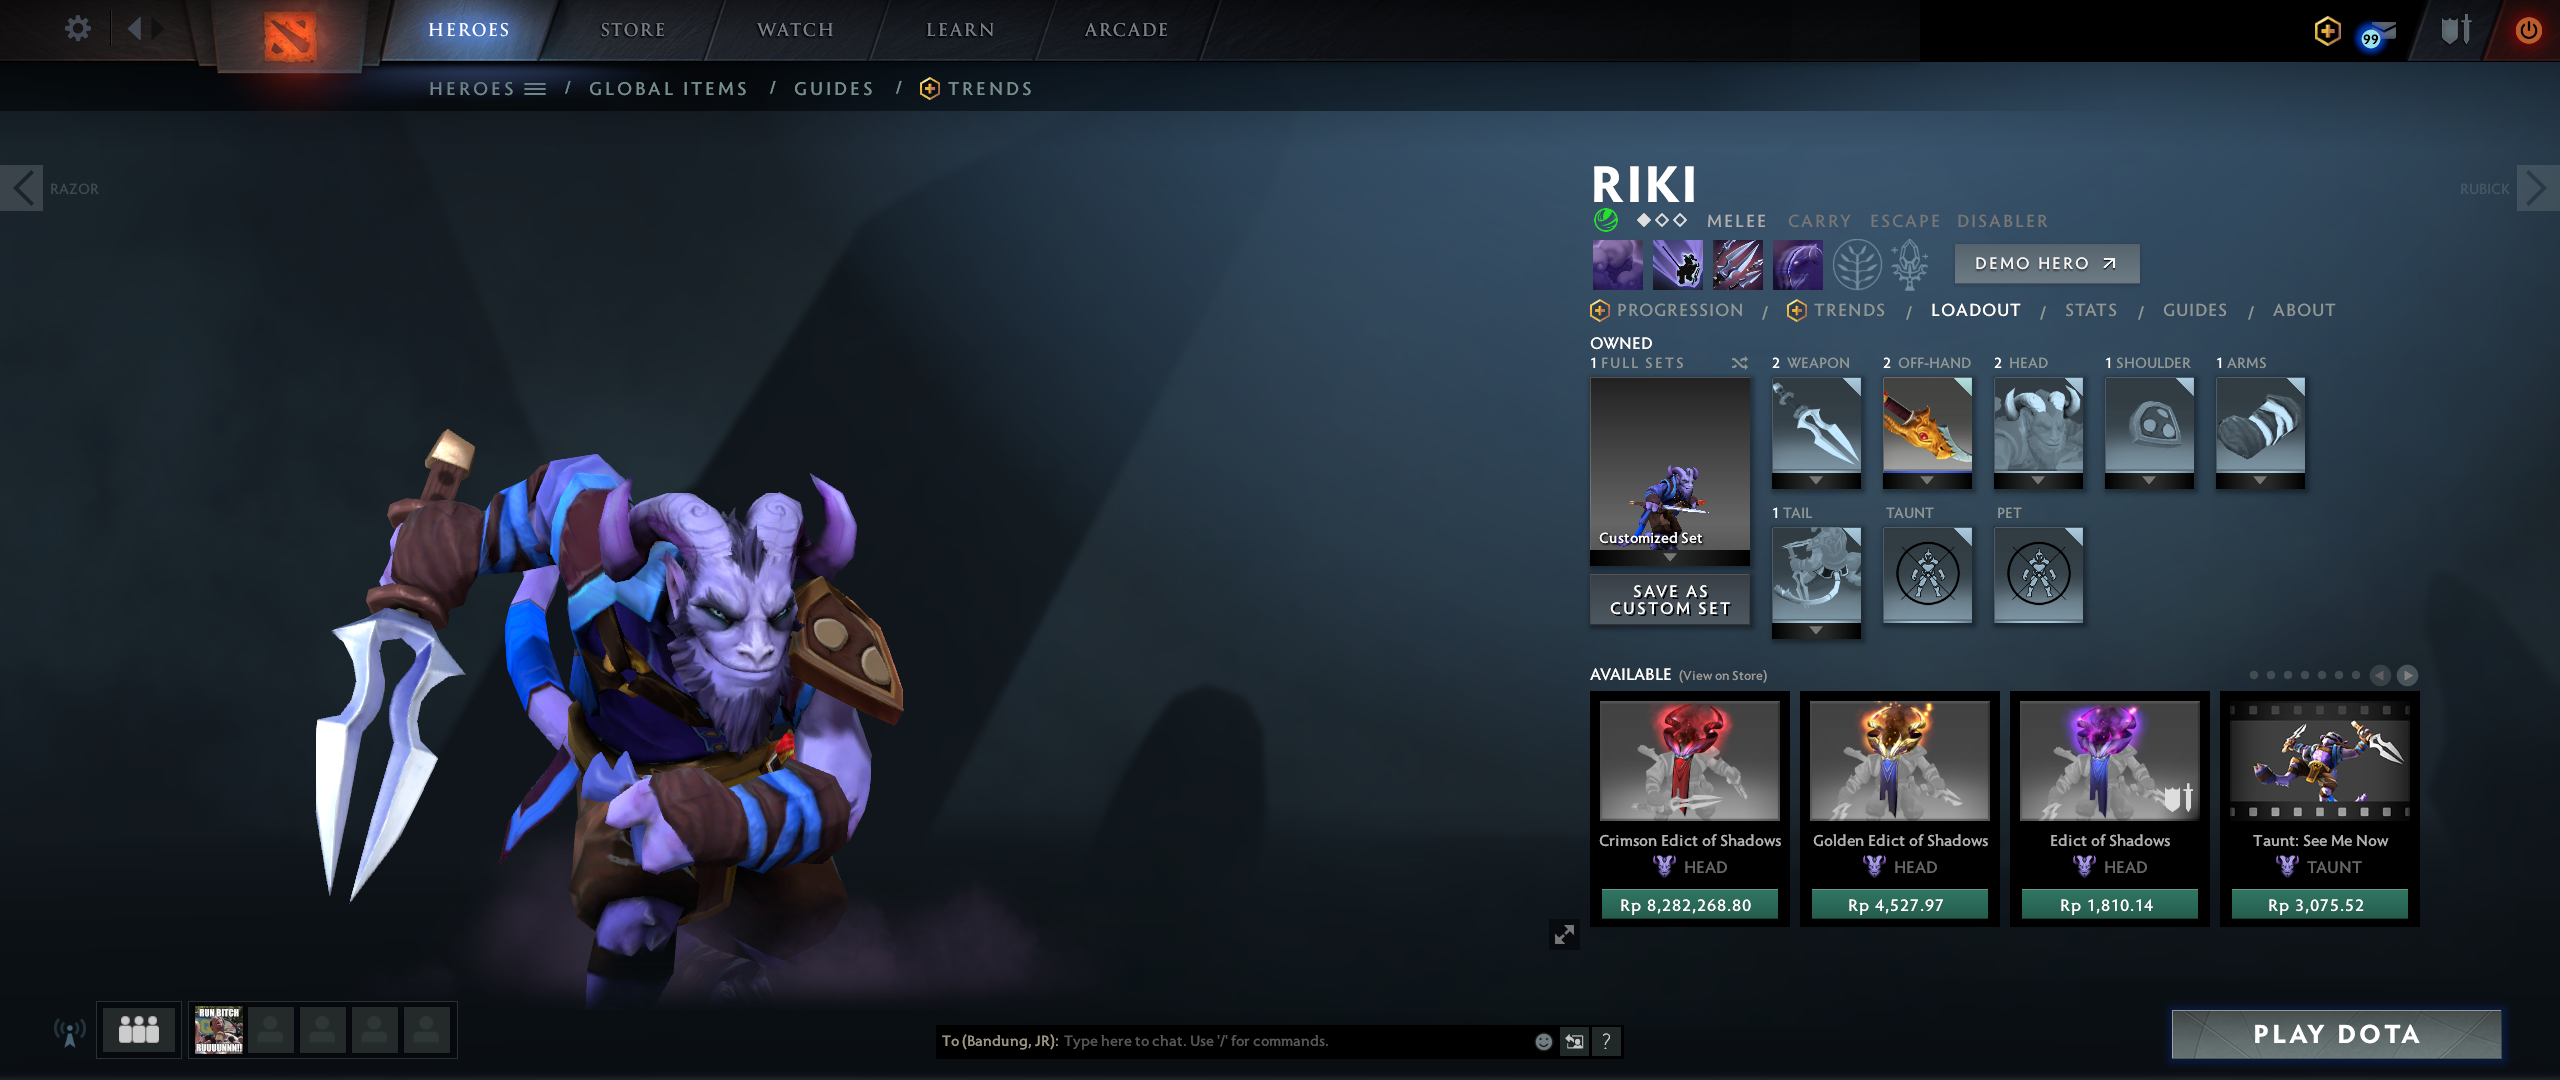 HEROES
STORE
WATCH
LEARN
ARCADE
99
HEROES / GLOBAL ITEMS / GUIDES / TRENDS
RAZOR
RUBICK
RIKI
MELEE CARRY ESCAPE DISABLER
DEMO HERO
PROGRESSION / TRENDS / LOADOUT / STATS / GUIDES / ABOUT
OWNED
1 FULL SETS
2 WEAPON
2 OFF-HAND
2 HEAD
1 SHOULDER
1 ARMS
Customized Set
SAVE AS
CUSTOM SET
1 TAIL
TAUNT
PET
AVAILABLE (View on Store)
Crimson Edict of Shadows
HEAD
Rp 8,282,268.80
Golden Edict of Shadows
HEAD
Rp 4,527.97
Edict of Shadows
HEAD
Rp 1,810.14
Taunt: See Me Now
TAUNT
Rp 3,075.52
RUN BITCH
RUUUUNNN!!
To (Bandung, JR): Type here to chat. Use '/' for commands.
?
PLAY DOTA